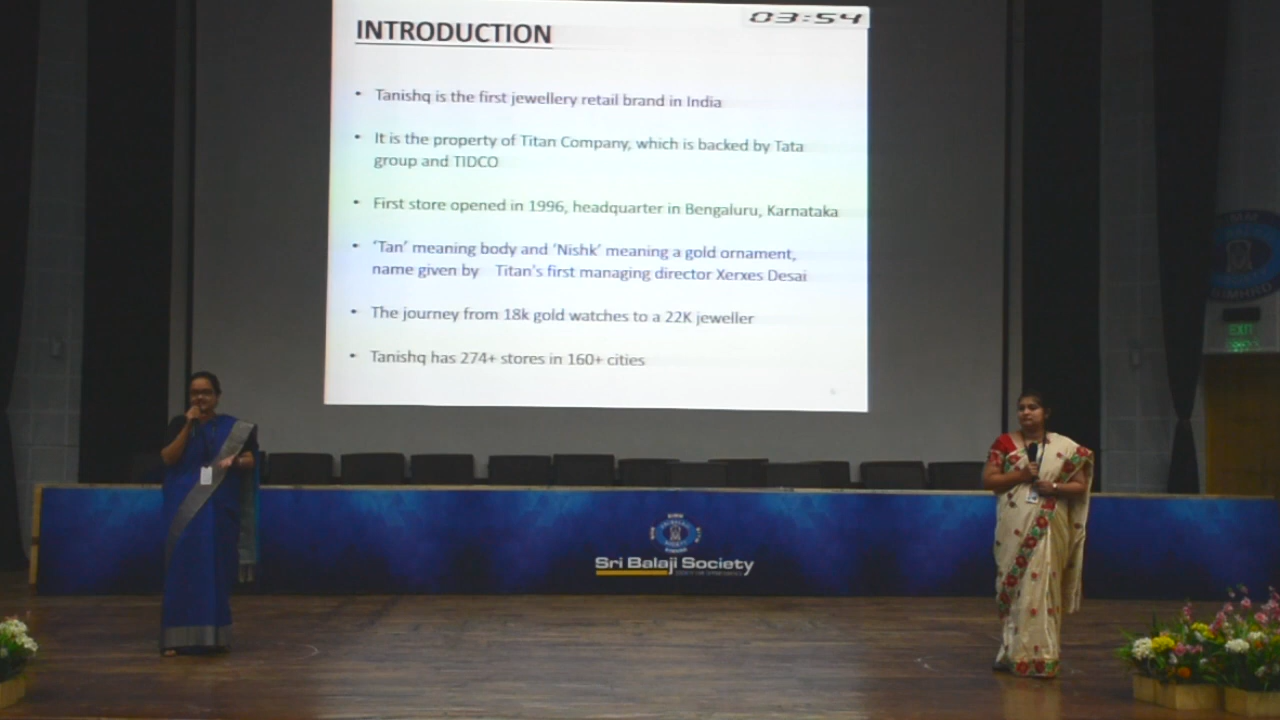 03:54
INTRODUCTION
• Tanishq is the first jewellery retail brand in India
• It is the property of Titan Company, which is backed by Tata
group and TIDCO
• First store opened in 1996, headquarter in Bengaluru, Karnataka
• ‘Tan’ meaning body and ‘Nishk’ meaning a gold ornament,
name given by Titan's first managing director Xerxes Desai
• The journey from 18k gold watches to a 22K jeweller
• Tanishq has 274+ stores in 160+ cities
EXIT
Sri Balaji Society